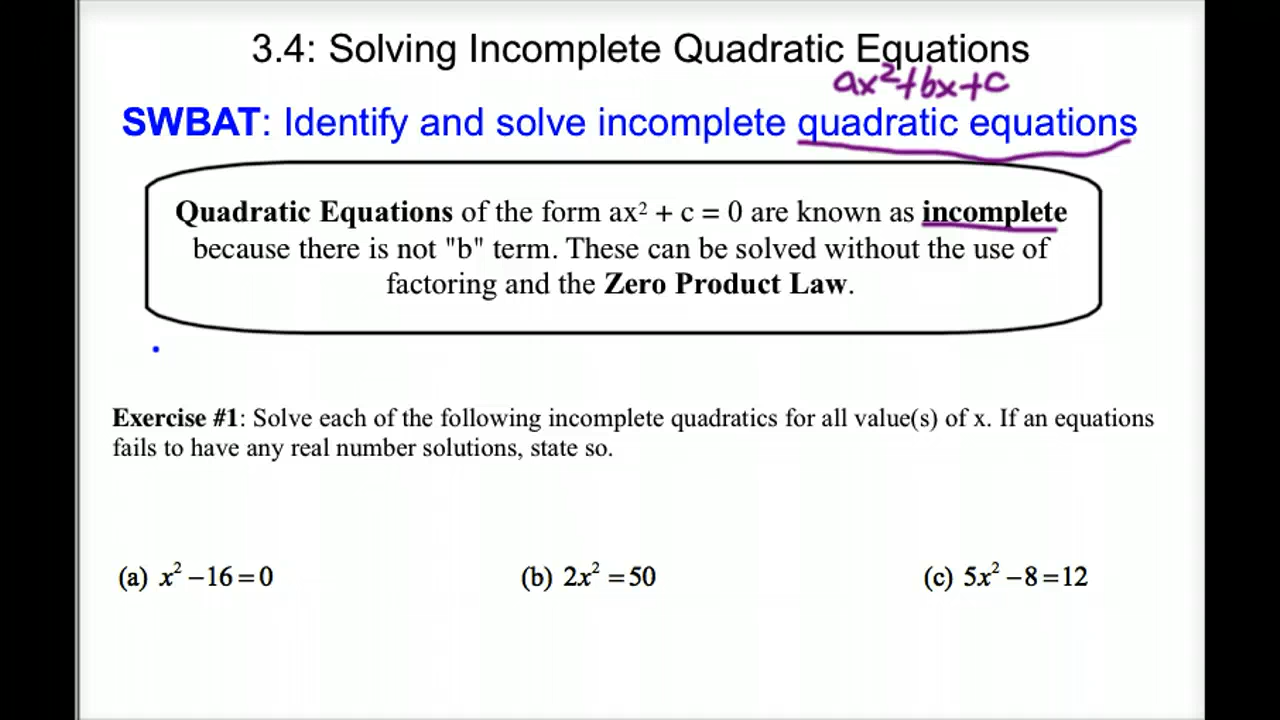 3.4: Solving Incomplete Quadratic Equations
ax²+bx+c
SWBAT: Identify and solve incomplete quadratic equations
Quadratic Equations of the form ax² + c = 0 are known as incomplete
because there is not "b" term. These can be solved without the use of
factoring and the Zero Product Law.
Exercise #1: Solve each of the following incomplete quadratics for all value(s) of x. If an equations
fails to have any real number solutions, state so.
(a) x² – 16 = 0 (b) 2x² = 50 (c) 5x² – 8 = 12